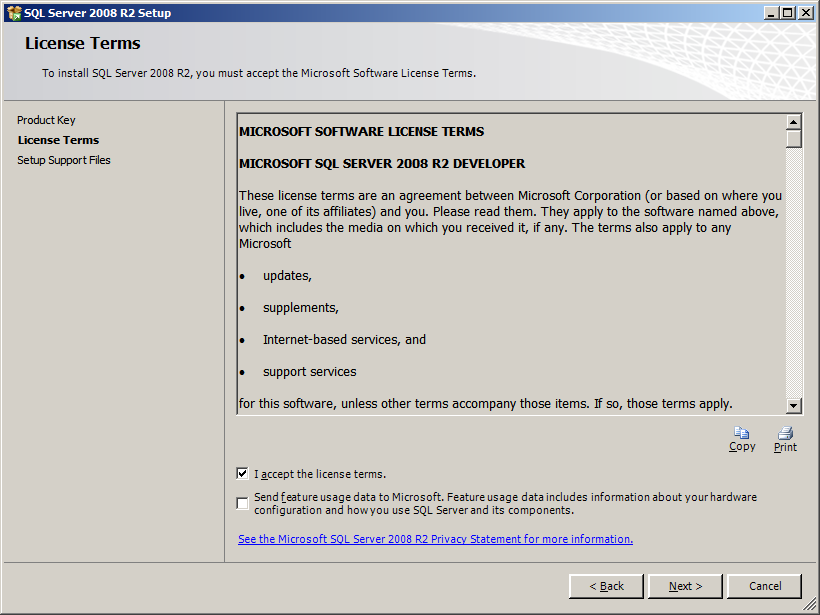 SQL Server 2008 R2 Setup
License Terms
To install SQL Server 2008 R2, you must accept the Microsoft Software License Terms.
Product Key
License Terms
Setup Support Files
MICROSOFT SOFTWARE LICENSE TERMS
MICROSOFT SQL SERVER 2008 R2 DEVELOPER
These license terms are an agreement between Microsoft Corporation (or based on where you
live, one of its affiliates) and you. Please read them. They apply to the software named above,
which includes the media on which you received it, if any. The terms also apply to any
Microsoft
• updates,
• supplements,
• Internet-based services, and
• support services
for this software, unless other terms accompany those items. If so, those terms apply.
Copy Print
I accept the license terms.
Send feature usage data to Microsoft. Feature usage data includes information about your hardware
configuration and how you use SQL Server and its components.
See the Microsoft SQL Server 2008 R2 Privacy Statement for more information.
< Back Next > Cancel